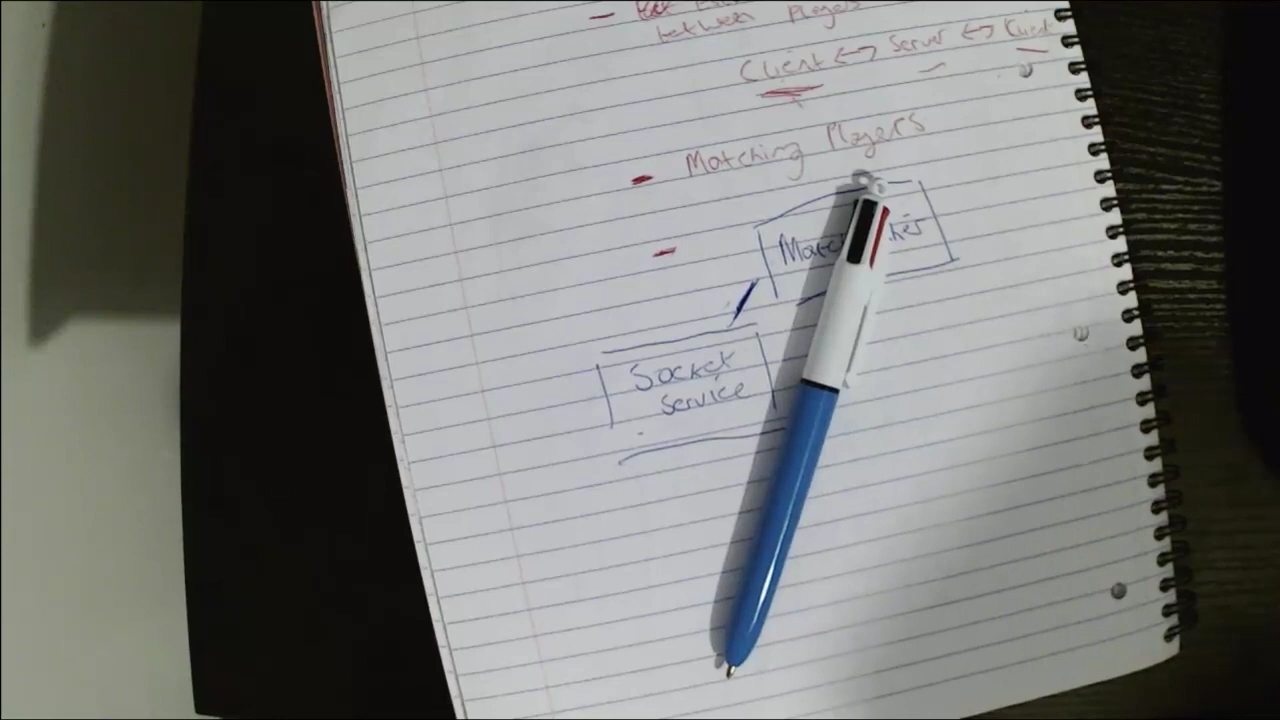 between Players
Client <-> Server <-> Client
- Matching Players
-
Socket
Service